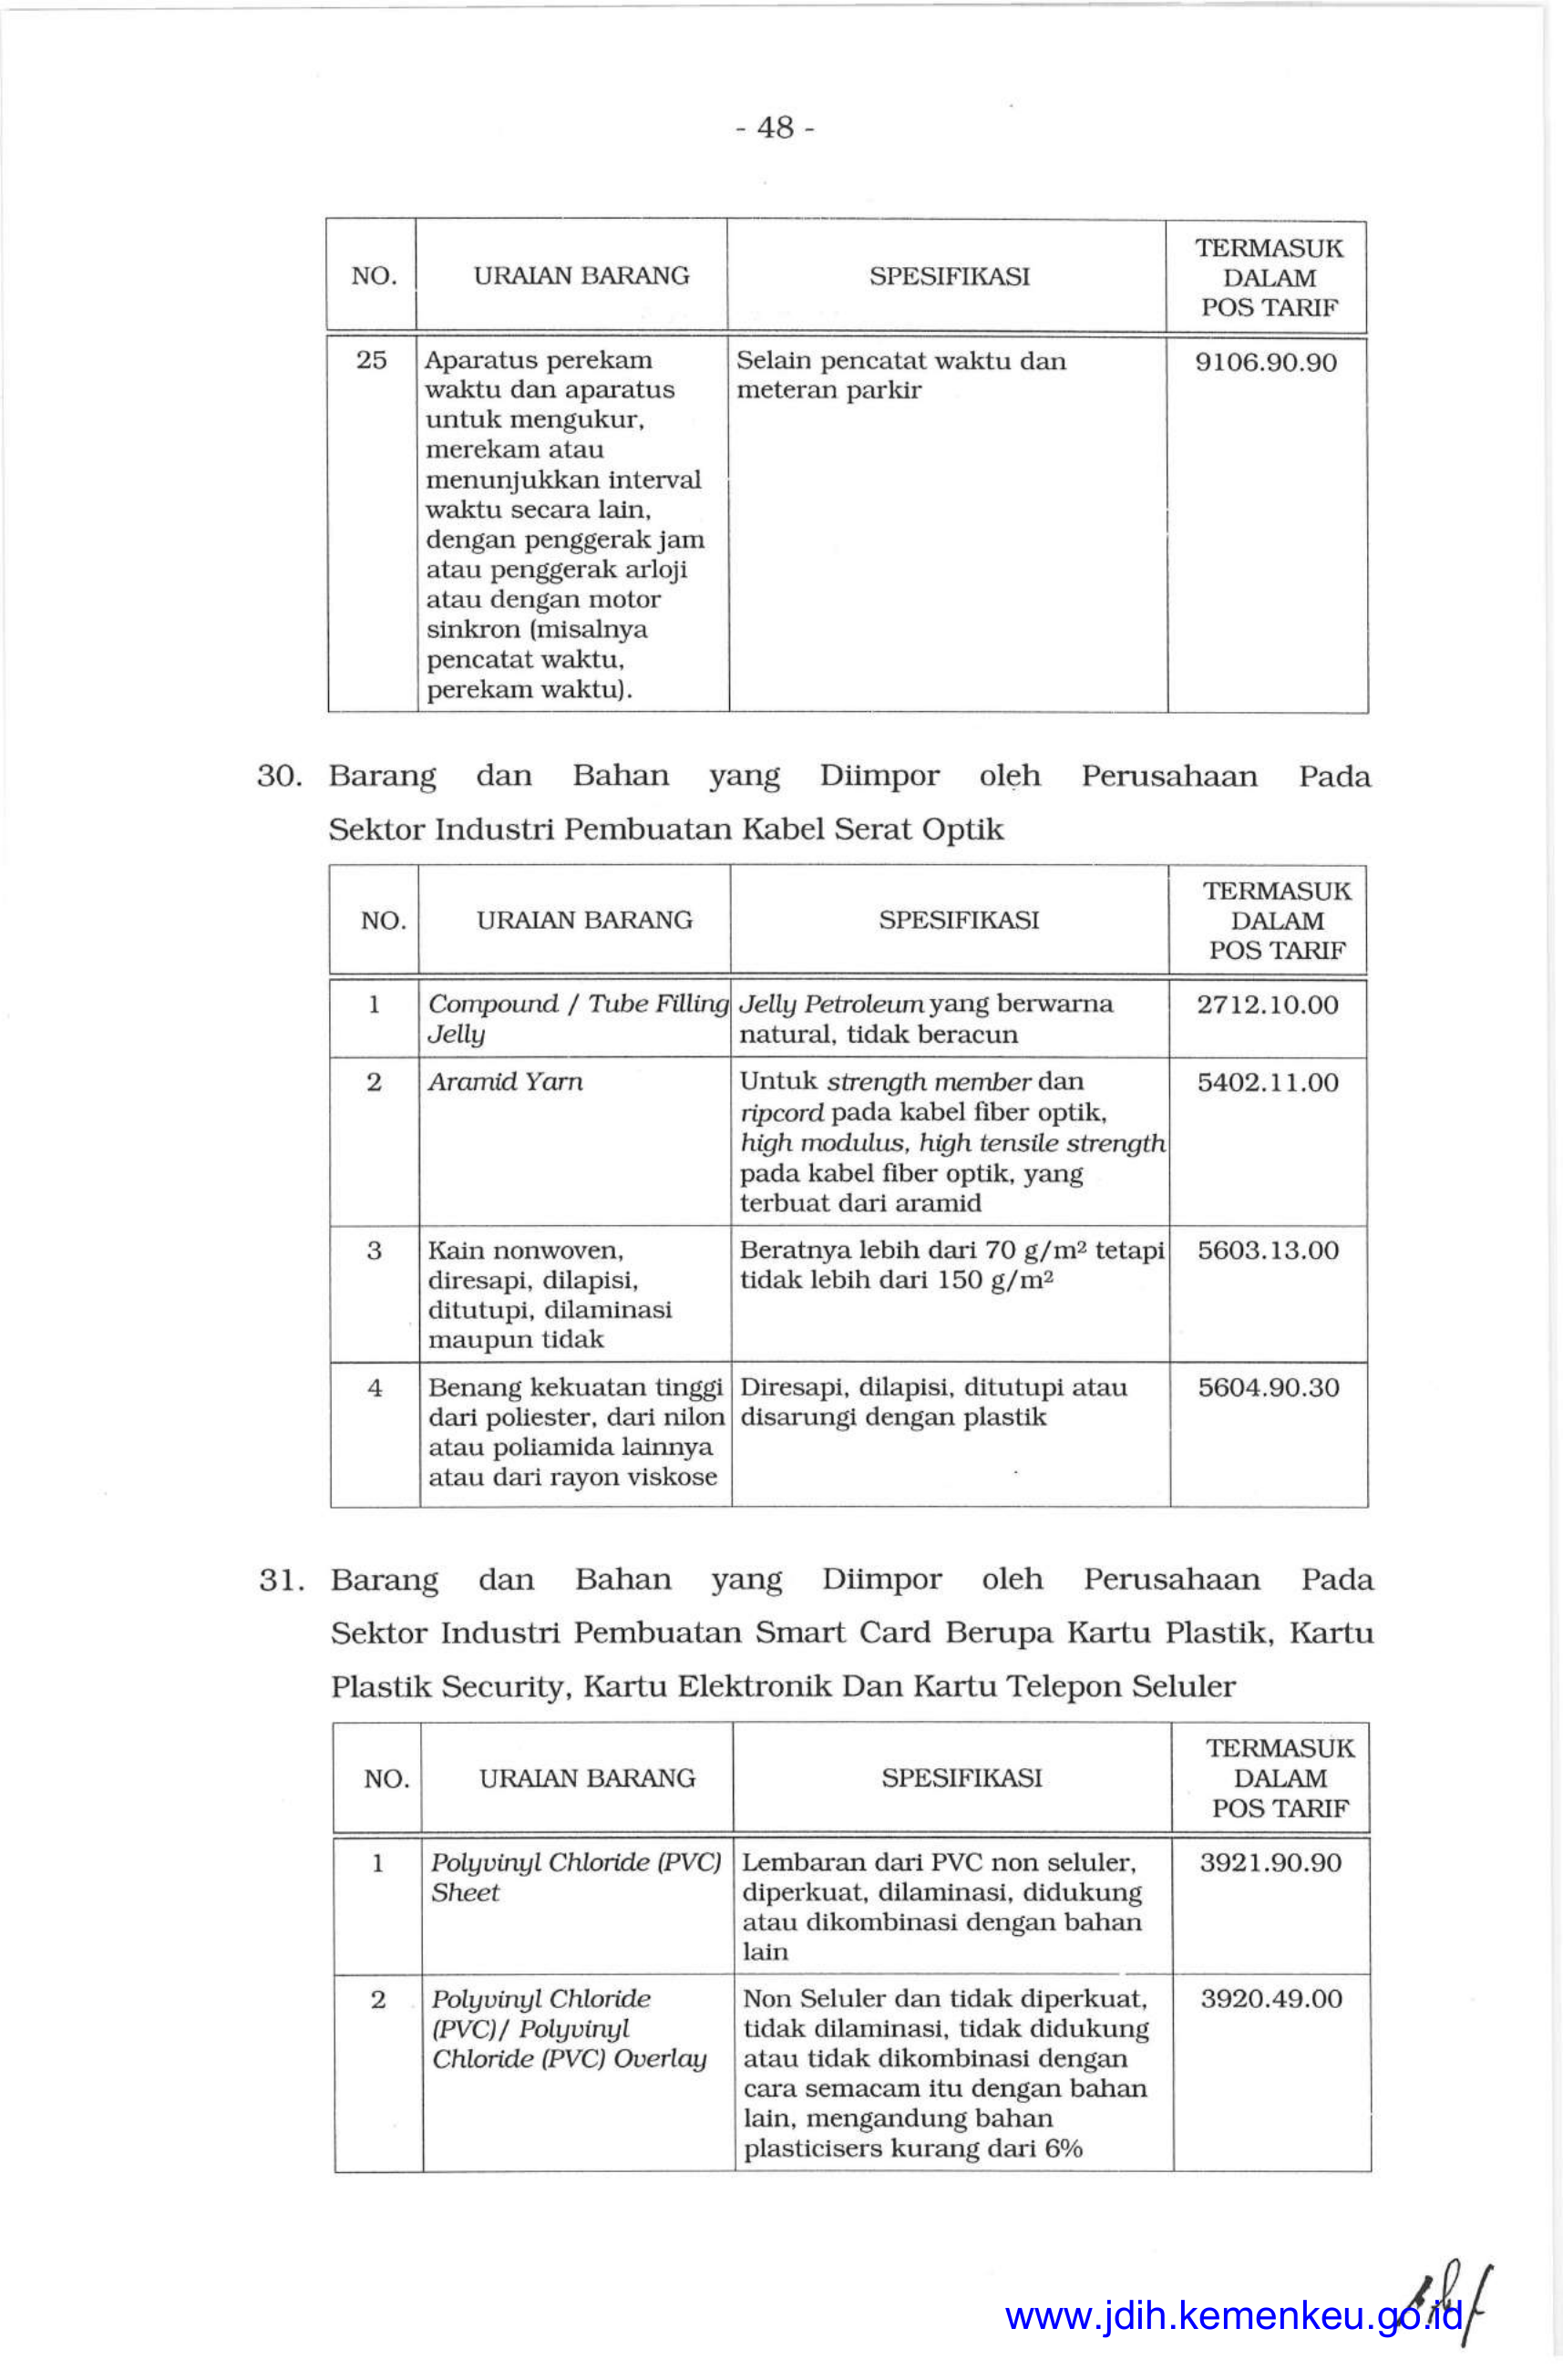 - 48 -
NO.
URAIAN BARANG
SPESIFIKASI
TERMASUK
DALAM
POS TARIF
25
Aparatus perekam
waktu dan aparatus
untuk mengukur,
merekam atau
menunjukkan interval
waktu secara lain,
dengan penggerak jam
atau penggerak arloji
atau dengan motor
sinkron (misalnya
pencatat waktu,
perekam waktu).
Selain pencatat waktu dan
meteran parkir
9106.90.90
30. Barang dan Bahan yang Diimpor oleh Perusahaan Pada
Sektor Industri Pembuatan Kabel Serat Optik
NO.
URAIAN BARANG
SPESIFIKASI
TERMASUK
DALAM
POS TARIF
1
Compound / Tube Filling
Jelly
Jelly Petroleum yang berwarna
natural, tidak beracun
2712.10.00
2
Aramid Yarn
Untuk strength member dan
ripcord pada kabel fiber optik,
high modulus, high tensile strength
pada kabel fiber optik, yang
terbuat dari aramid
5402.11.00
3
Kain nonwoven,
diresapi, dilapisi,
ditutupi, dilaminasi
maupun tidak
Beratnya lebih dari 70 g/m² tetapi
tidak lebih dari 150 g/m²
5603.13.00
4
Benang kekuatan tinggi
dari poliester, dari nilon
atau poliamida lainnya
atau dari rayon viskose
Diresapi, dilapisi, ditutupi atau
disarungi dengan plastik
5604.90.30
31. Barang dan Bahan yang Diimpor oleh Perusahaan Pada
Sektor Industri Pembuatan Smart Card Berupa Kartu Plastik, Kartu
Plastik Security, Kartu Elektronik Dan Kartu Telepon Seluler
NO.
URAIAN BARANG
SPESIFIKASI
TERMASUK
DALAM
POS TARIF
1
Polyvinyl Chloride (PVC)
Sheet
Lembaran dari PVC non seluler,
diperkuat, dilaminasi, didukung
atau dikombinasi dengan bahan
lain
3921.90.90
2
Polyvinyl Chloride
(PVC)/ Polyvinyl
Chloride (PVC) Overlay
Non Seluler dan tidak diperkuat,
tidak dilaminasi, tidak didukung
atau tidak dikombinasi dengan
cara semacam itu dengan bahan
lain, mengandung bahan
plasticisers kurang dari 6%
3920.49.00
www.jdih.kemenkeu.go.id